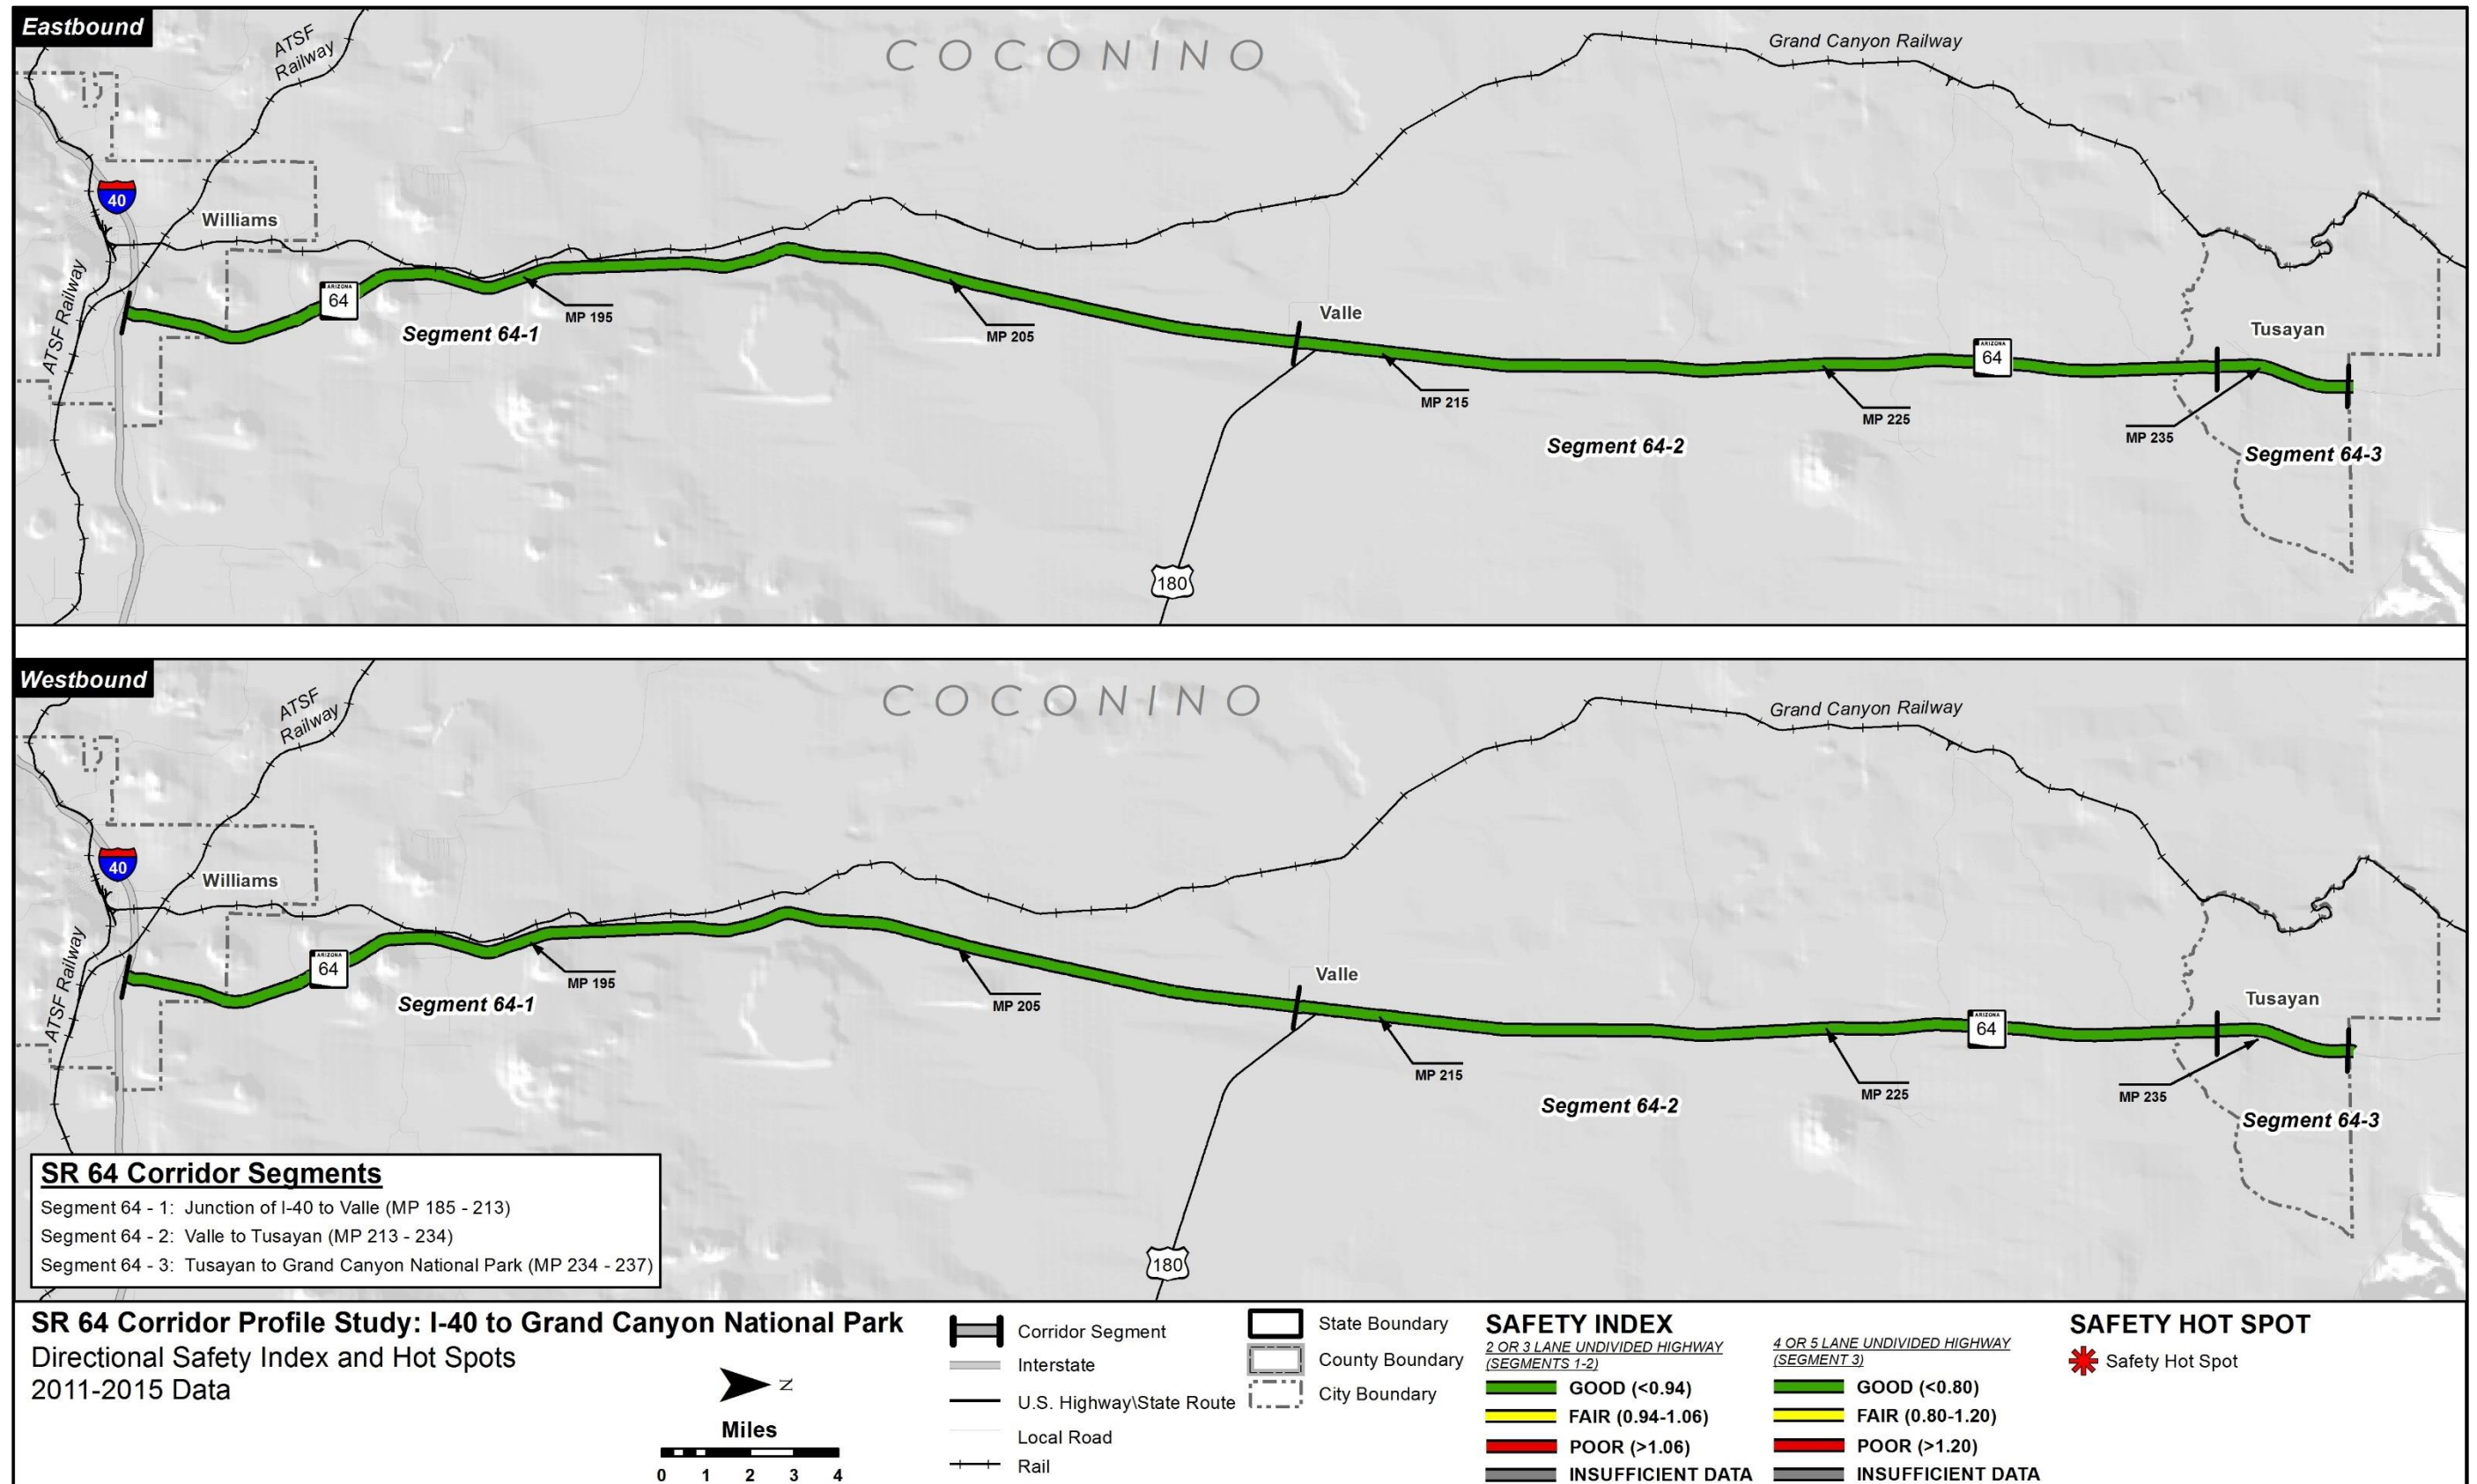 Eastbound
ATSF
Railway
COCONINO
Grand Canyon Railway
40
Williams
ATSF Railway
ARIZONA
64
Segment 64-1
MP 195
MP 205
Valle
MP 215
Segment 64-2
ARIZONA
64
MP 225
Tusayan
MP 235
Segment 64-3
180
Westbound
ATSF
Railway
COCONINO
Grand Canyon Railway
40
Williams
ATSF Railway
ARIZONA
64
Segment 64-1
MP 195
MP 205
Valle
MP 215
Segment 64-2
ARIZONA
64
MP 225
Tusayan
MP 235
Segment 64-3
180
SR 64 Corridor Segments
Segment 64 - 1: Junction of I-40 to Valle (MP 185 - 213)
Segment 64 - 2: Valle to Tusayan (MP 213 - 234)
Segment 64 - 3: Tusayan to Grand Canyon National Park (MP 234 - 237)
SR 64 Corridor Profile Study: I-40 to Grand Canyon National Park
Directional Safety Index and Hot Spots
2011-2015 Data
N
Miles
0 1 2 3 4
Corridor Segment
Interstate
U.S. Highway\State Route
Local Road
Rail
State Boundary
County Boundary
City Boundary
SAFETY INDEX
2 OR 3 LANE UNDIVIDED HIGHWAY
(SEGMENTS 1-2)
GOOD (<0.94)
FAIR (0.94-1.06)
POOR (>1.06)
INSUFFICIENT DATA
4 OR 5 LANE UNDIVIDED HIGHWAY
(SEGMENT 3)
GOOD (<0.80)
FAIR (0.80-1.20)
POOR (>1.20)
INSUFFICIENT DATA
SAFETY HOT SPOT
Safety Hot Spot